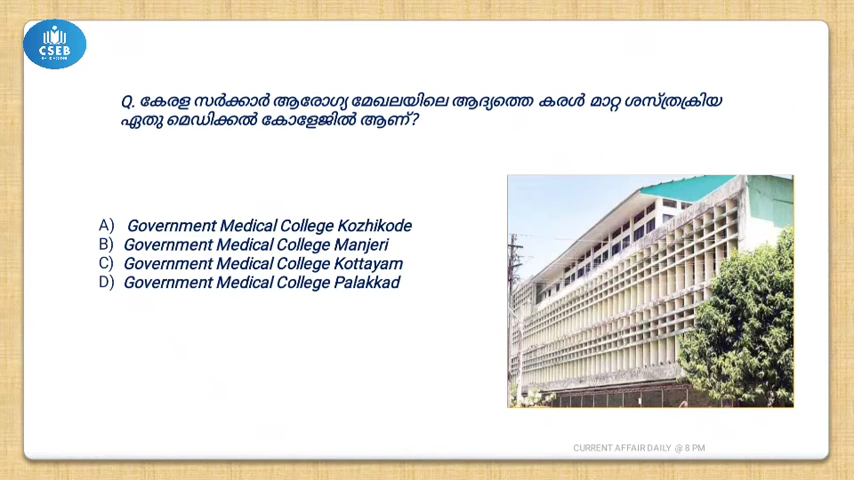 CSEB
Q. കേരള സർക്കാർ ആരോഗ്യ മേഖലയിലെ ആദ്യത്തെ കരൾ മാറ്റ ശസ്ത്രക്രിയ
ഏതു മെഡിക്കൽ കോളേജിൽ ആണ്?
A) Government Medical College Kozhikode
B) Government Medical College Manjeri
C) Government Medical College Kottayam
D) Government Medical College Palakkad
CURRENT AFFAIR DAILY @ 8 PM